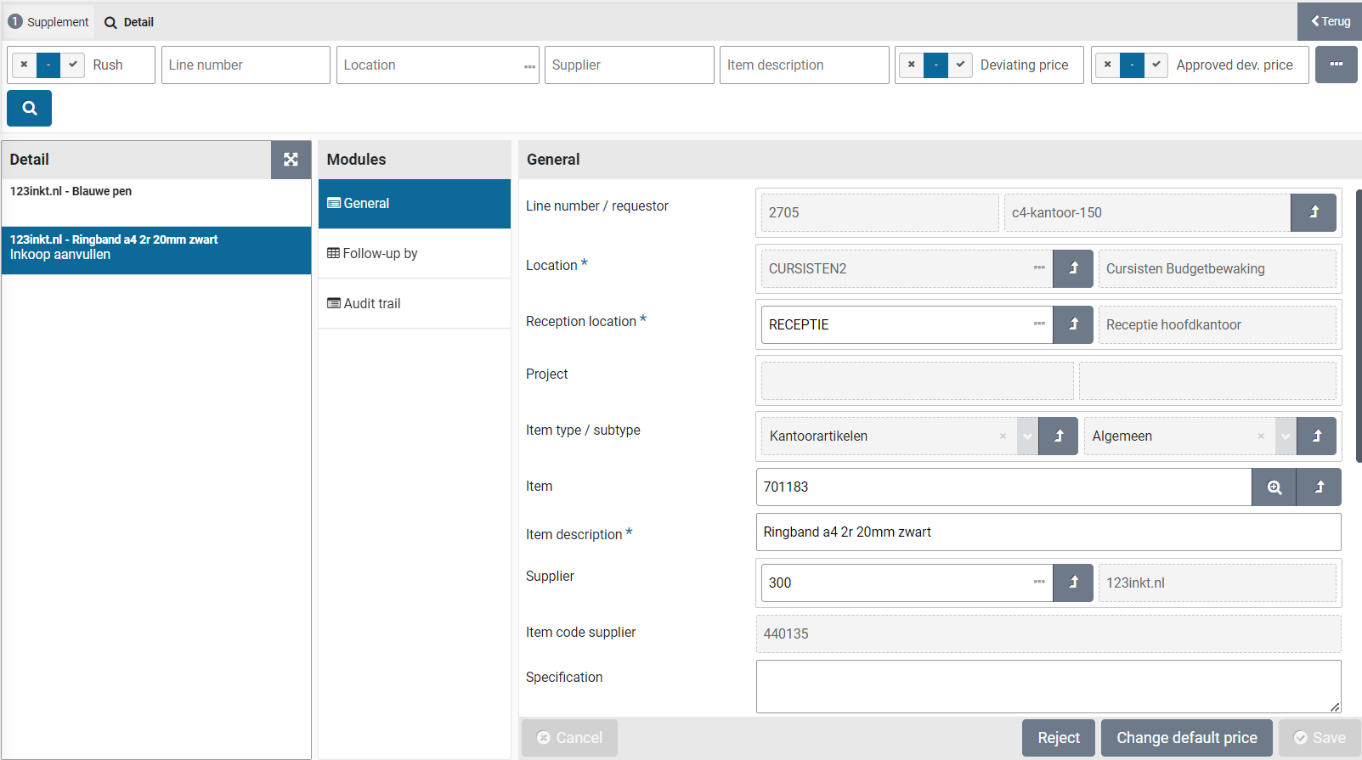 1 Supplement Detail Terug
- Rush Line number Location ... Supplier Item description - Deviating price - Approved dev. price ...
Detail
123inkt.nl - Blauwe pen
123inkt.nl - Ringband a4 2r 20mm zwart
Inkoop aanvullen
Modules
General
Follow-up by
Audit trail
General
Line number / requestor 2705 c4-kantoor-150
Location * CURSISTEN2 ... Cursisten Budgetbewaking
Reception location * RECEPTIE ... Receptie hoofdkantoor
Project
Item type / subtype Kantoorartikelen × Algemeen ×
Item 701183
Item description * Ringband a4 2r 20mm zwart
Supplier 300 ... 123inkt.nl
Item code supplier 440135
Specification
Cancel Reject Change default price Save